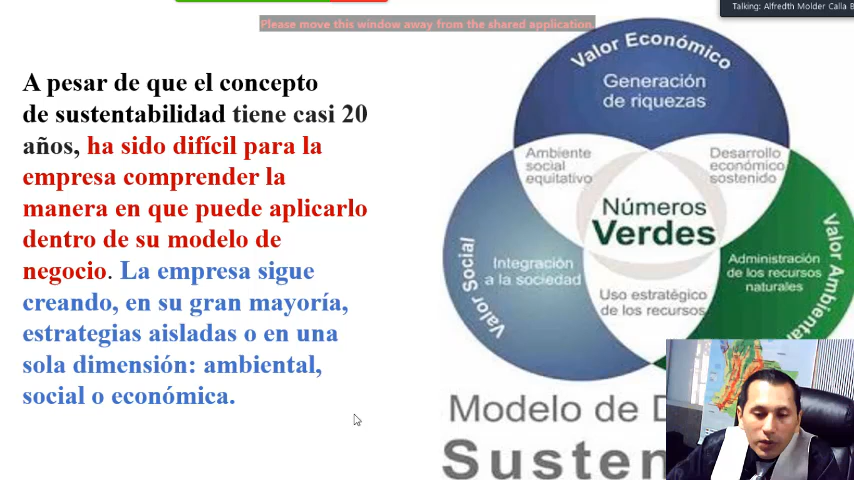 Talking: Alfredth Molder Calla B
Please move this window away from the shared application.
A pesar de que el concepto
de sustentabilidad tiene casi 20
años, ha sido difícil para la
empresa comprender la
manera en que puede aplicarlo
dentro de su modelo de
negocio. La empresa sigue
creando, en su gran mayoría,
estrategias aisladas o en una
sola dimensión: ambiental,
social o económica.
Valor Económico
Generación
de riquezas
Ambiente
social
equitativo
Desarrollo
económico
sostenido
Números
Verdes
Valor Social
Integración
a la sociedad
Valor Ambiental
Administración
de los recursos
naturales
Uso estratégico
de los recursos
Modelo de D
Susten